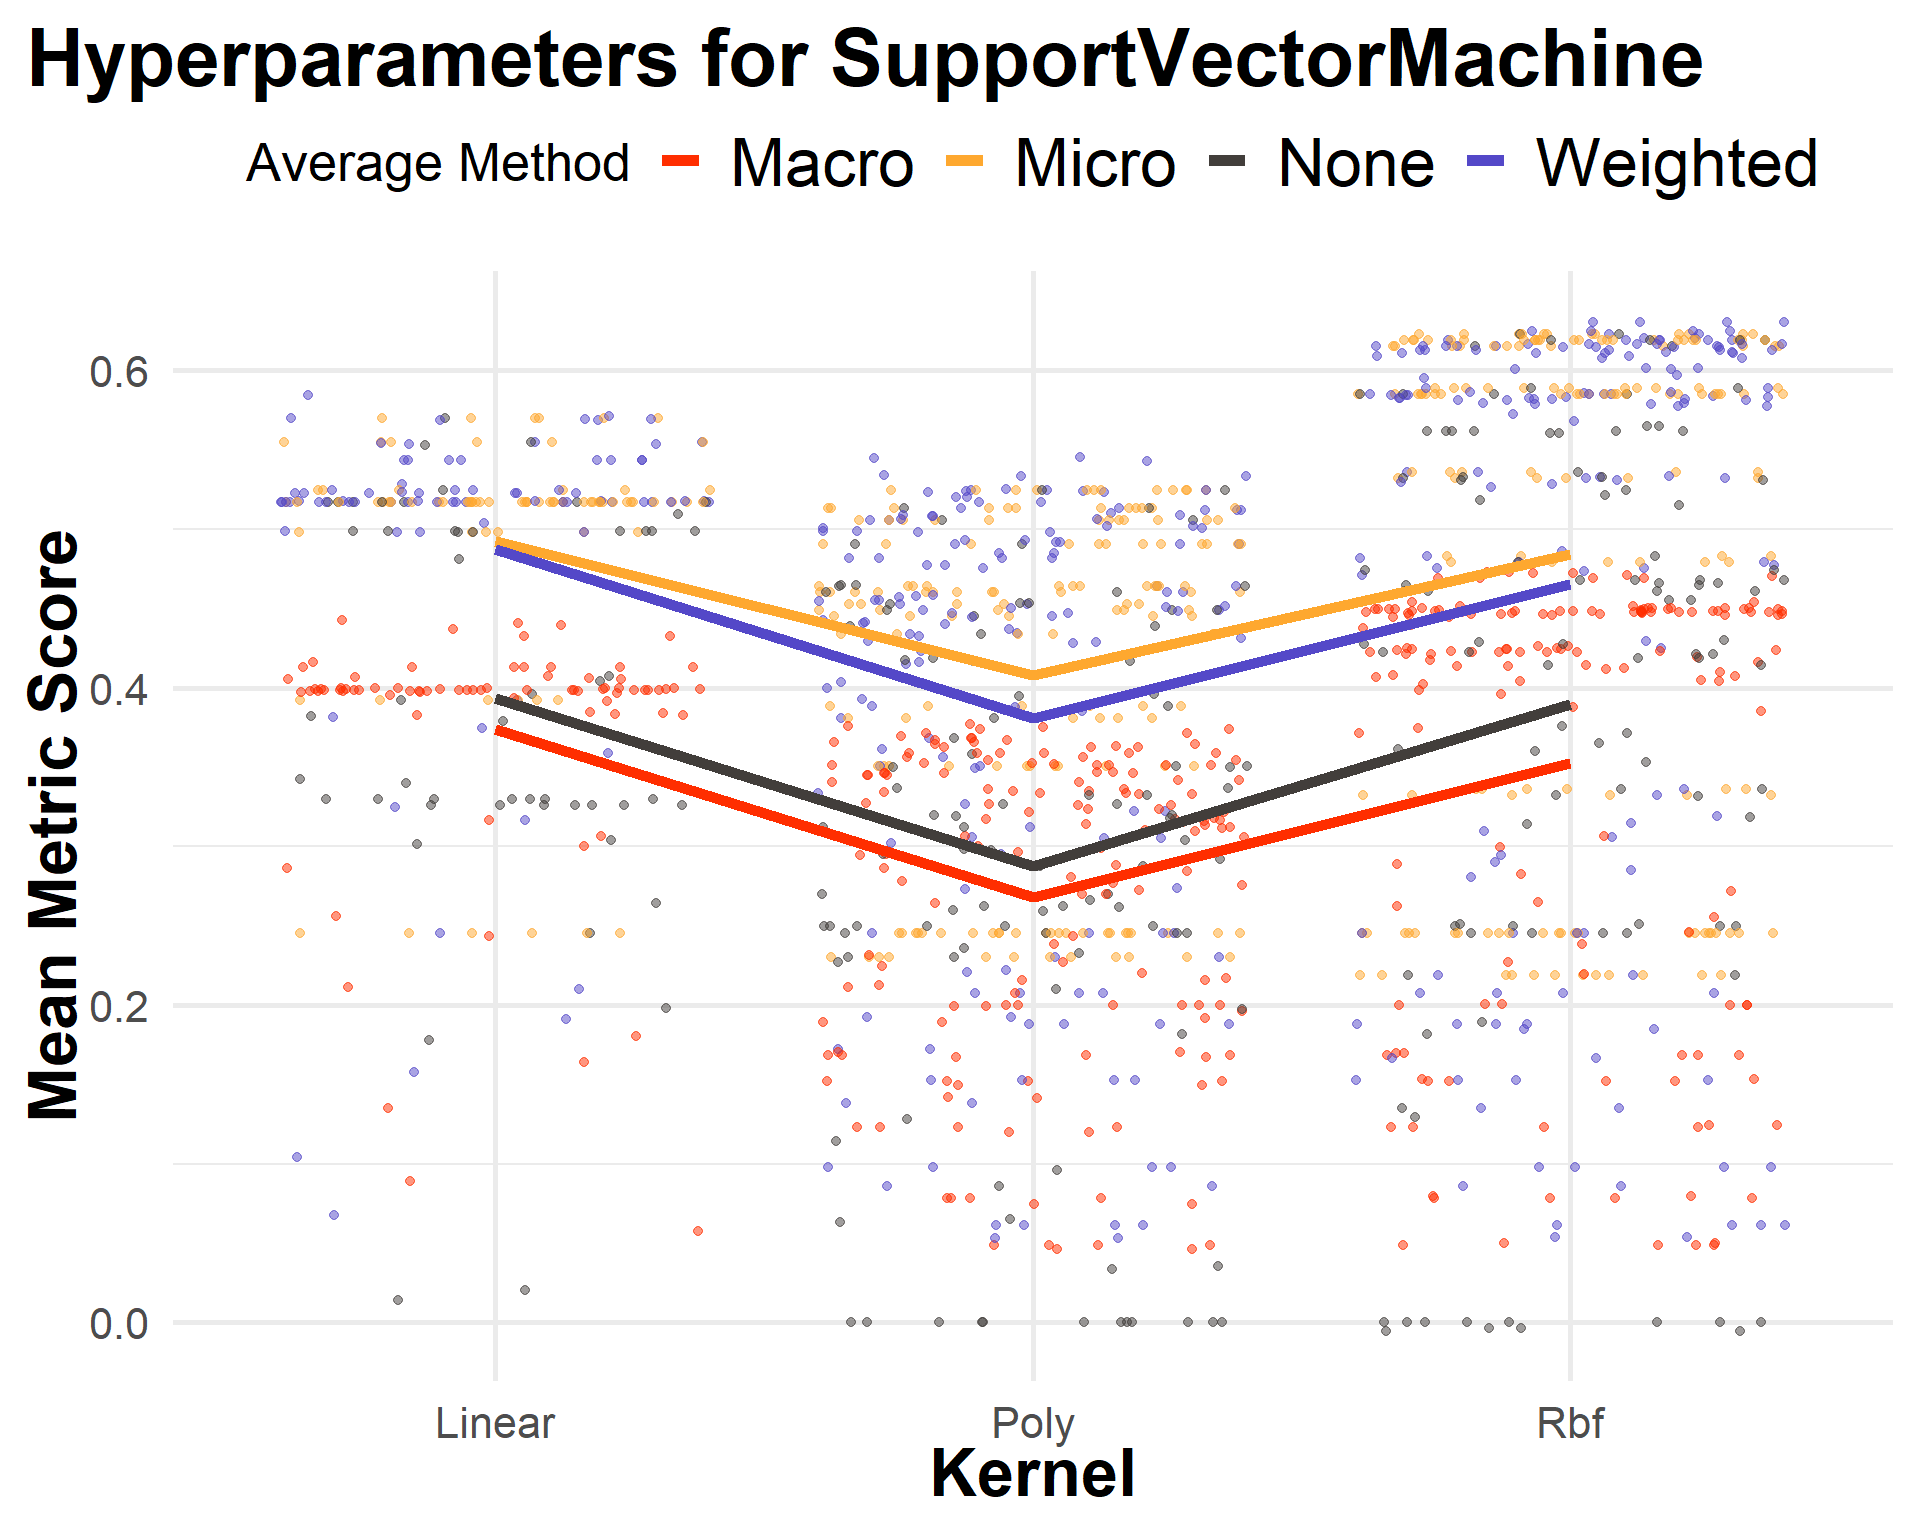 Hyperparameters for SupportVectorMachine
Average Method Macro Micro None Weighted
Mean Metric Score
0.6
0.4
0.2
0.0
Linear Poly Rbf
Kernel